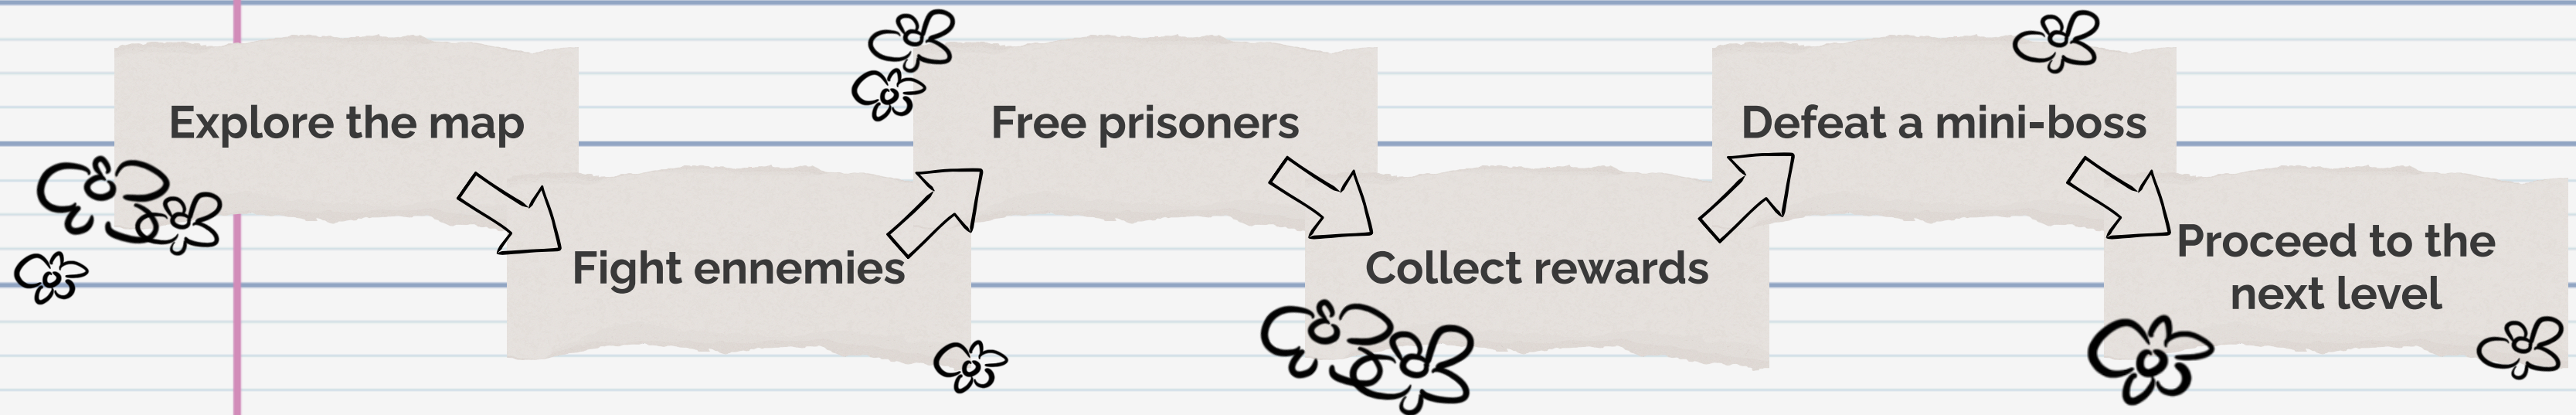 Explore the map
Fight ennemies
Free prisoners
Collect rewards
Defeat a mini-boss
Proceed to the
next level